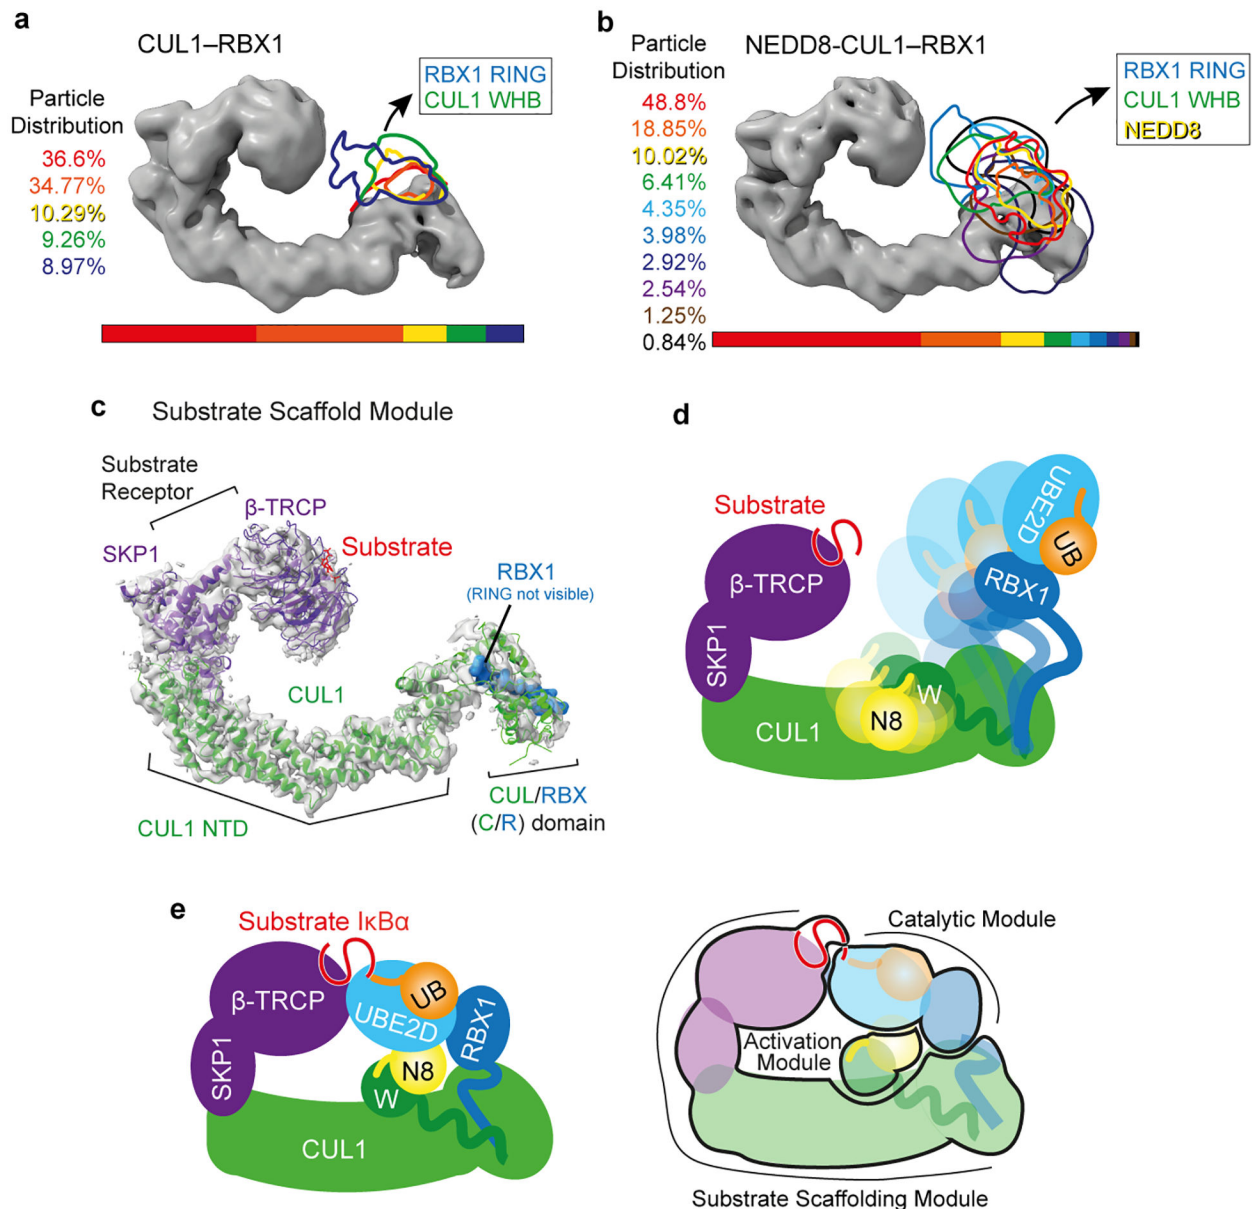 a
CUL1–RBX1
RBX1 RING
CUL1 WHB
Particle
Distribution
36.6%
34.77%
10.29%
9.26%
8.97%
b
Particle
Distribution
NEDD8-CUL1–RBX1
RBX1 RING
CUL1 WHB
NEDD8
48.8%
18.85%
10.02%
6.41%
4.35%
3.98%
2.92%
2.54%
1.25%
0.84%
c
Substrate Scaffold Module
Substrate
Receptor
β-TRCP
SKP1
Substrate
RBX1
(RING not visible)
CUL1
CUL1 NTD
CUL/RBX
(C/R) domain
d
Substrate
β-TRCP
SKP1
UBE2D
UB
RBX1
W
N8
CUL1
e
Substrate IκBα
β-TRCP
UB
UBE2D
RBX1
SKP1
N8
W
CUL1
Catalytic Module
Activation
Module
Substrate Scaffolding Module